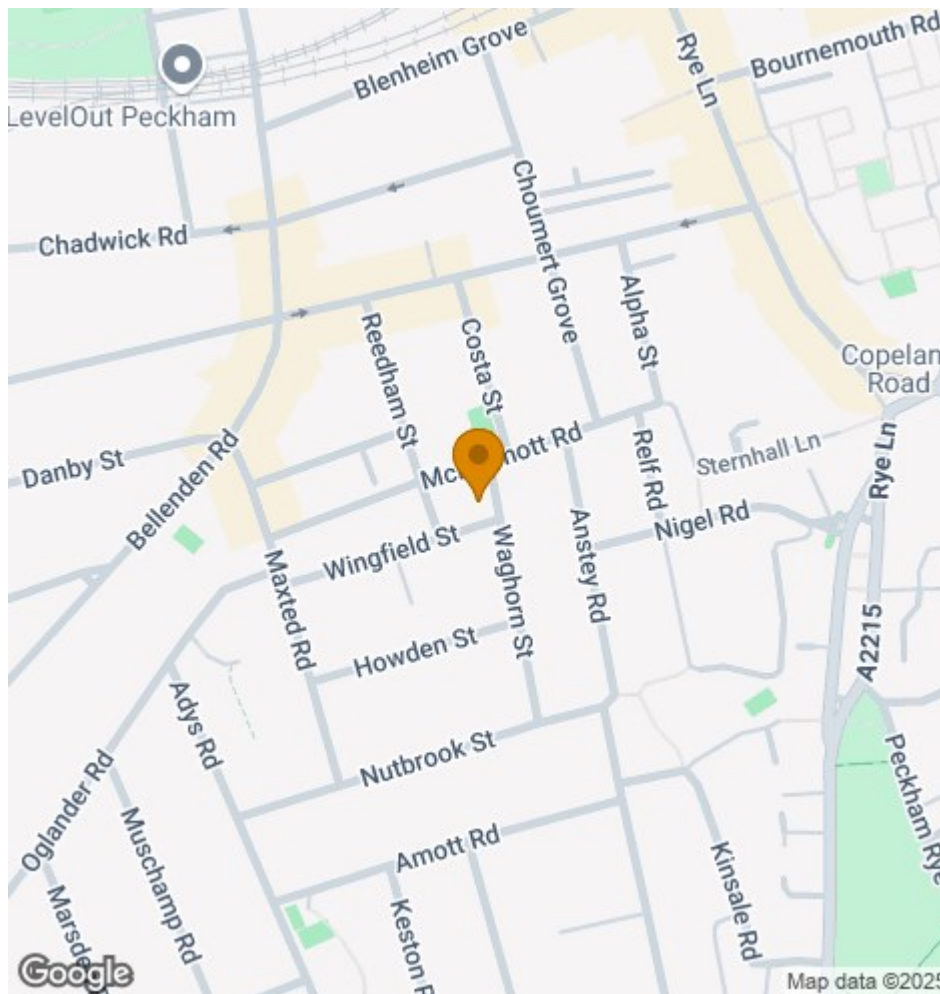 Blenheim Grove
Rye Ln
Bournemouth Rd
LevelOut Peckham
Chadwick Rd
Choumert Grove
Alpha St
Reedham St
Costa St
Copelan
Road
Danby St
Bellenden Rd
Relf Rd
Sternhall Ln
Rye Ln
Nigel Rd
Anstey Rd
Wingfield St
Waghorn St
Maxted Rd
Howden St
A2215
Adys Rd
Nutbrook St
Peckham Rye
Oglander Rd
Muschamp Rd
Amott Rd
Kinsale Rd
Keston R
Marsde
Google
Map data ©2025